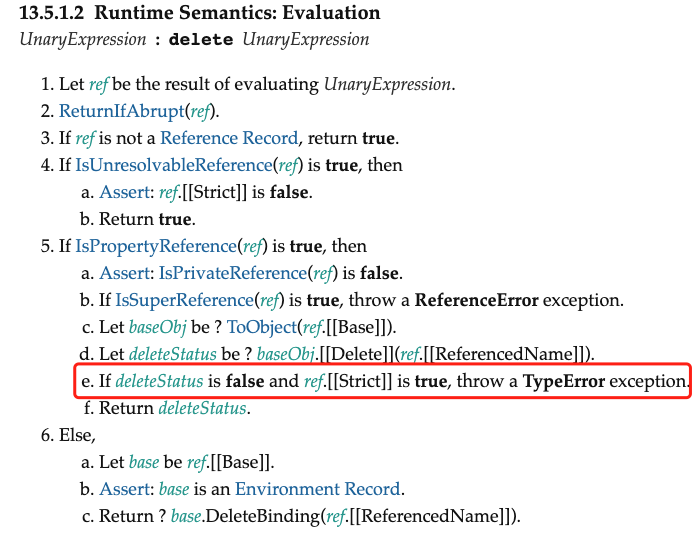 13.5.1.2 Runtime Semantics: Evaluation
UnaryExpression : delete UnaryExpression
1. Let ref be the result of evaluating UnaryExpression.
2. ReturnIfAbrupt(ref).
3. If ref is not a Reference Record, return true.
4. If IsUnresolvableReference(ref) is true, then
a. Assert: ref.[[Strict]] is false.
b. Return true.
5. If IsPropertyReference(ref) is true, then
a. Assert: IsPrivateReference(ref) is false.
b. If IsSuperReference(ref) is true, throw a ReferenceError exception.
c. Let baseObj be ? ToObject(ref.[[Base]]).
d. Let deleteStatus be ? baseObj.[[Delete]](ref.[[ReferencedName]]).
e. If deleteStatus is false and ref.[[Strict]] is true, throw a TypeError exception.
f. Return deleteStatus.
6. Else,
a. Let base be ref.[[Base]].
b. Assert: base is an Environment Record.
c. Return ? base.DeleteBinding(ref.[[ReferencedName]]).